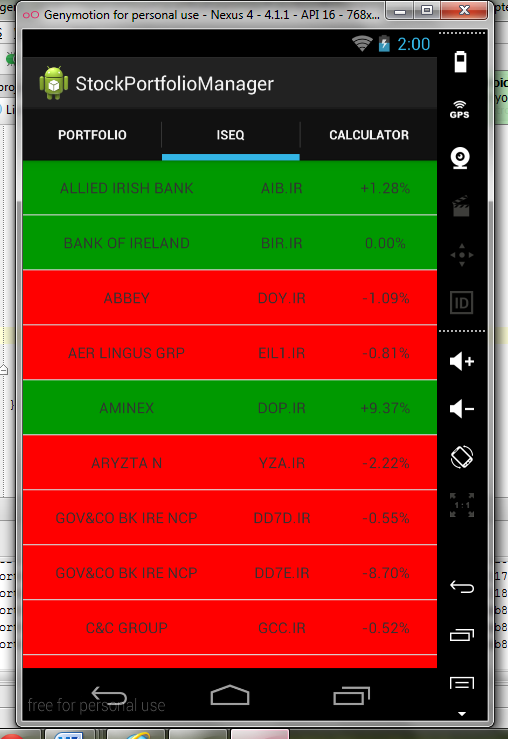 Genymotion for personal use - Nexus 4 - 4.1.1 - API 16 - 768x...
2:00
StockPortfolioManager
PORTFOLIO ISEQ CALCULATOR
ALLIED IRISH BANK AIB.IR +1.28%
BANK OF IRELAND BIR.IR 0.00%
ABBEY DOY.IR -1.09%
AER LINGUS GRP EIL1.IR -0.81%
AMINEX DOP.IR +9.37%
ARYZTA N YZA.IR -2.22%
GOV&CO BK IRE NCP DD7D.IR -0.55%
GOV&CO BK IRE NCP DD7E.IR -8.70%
C&C GROUP GCC.IR -0.52%
free for personal use
GPS
ID
1:1